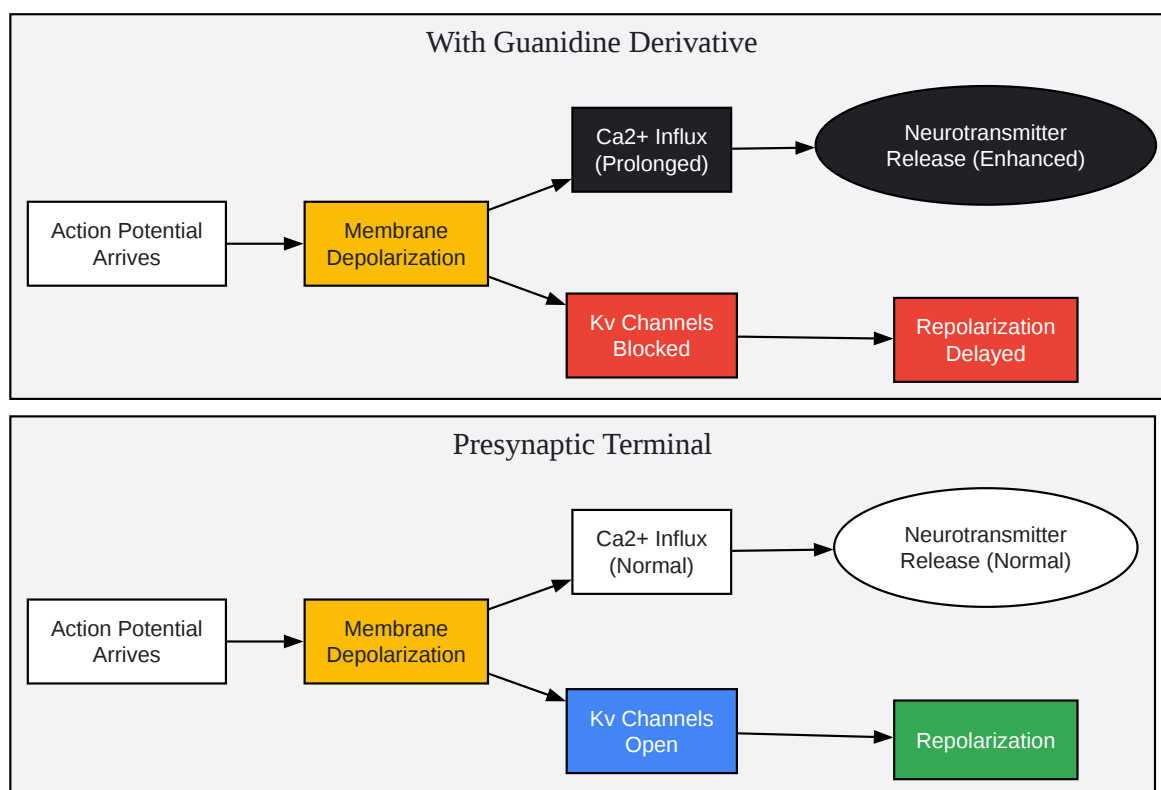 With Guanidine Derivative
Ca2+ Influx
(Prolonged)
Neurotransmitter
Release (Enhanced)
Action Potential
Arrives
Membrane
Depolarization
Kv Channels
Blocked
Repolarization
Delayed
Presynaptic Terminal
Ca2+ Influx
(Normal)
Neurotransmitter
Release (Normal)
Action Potential
Arrives
Membrane
Depolarization
Kv Channels
Open
Repolarization